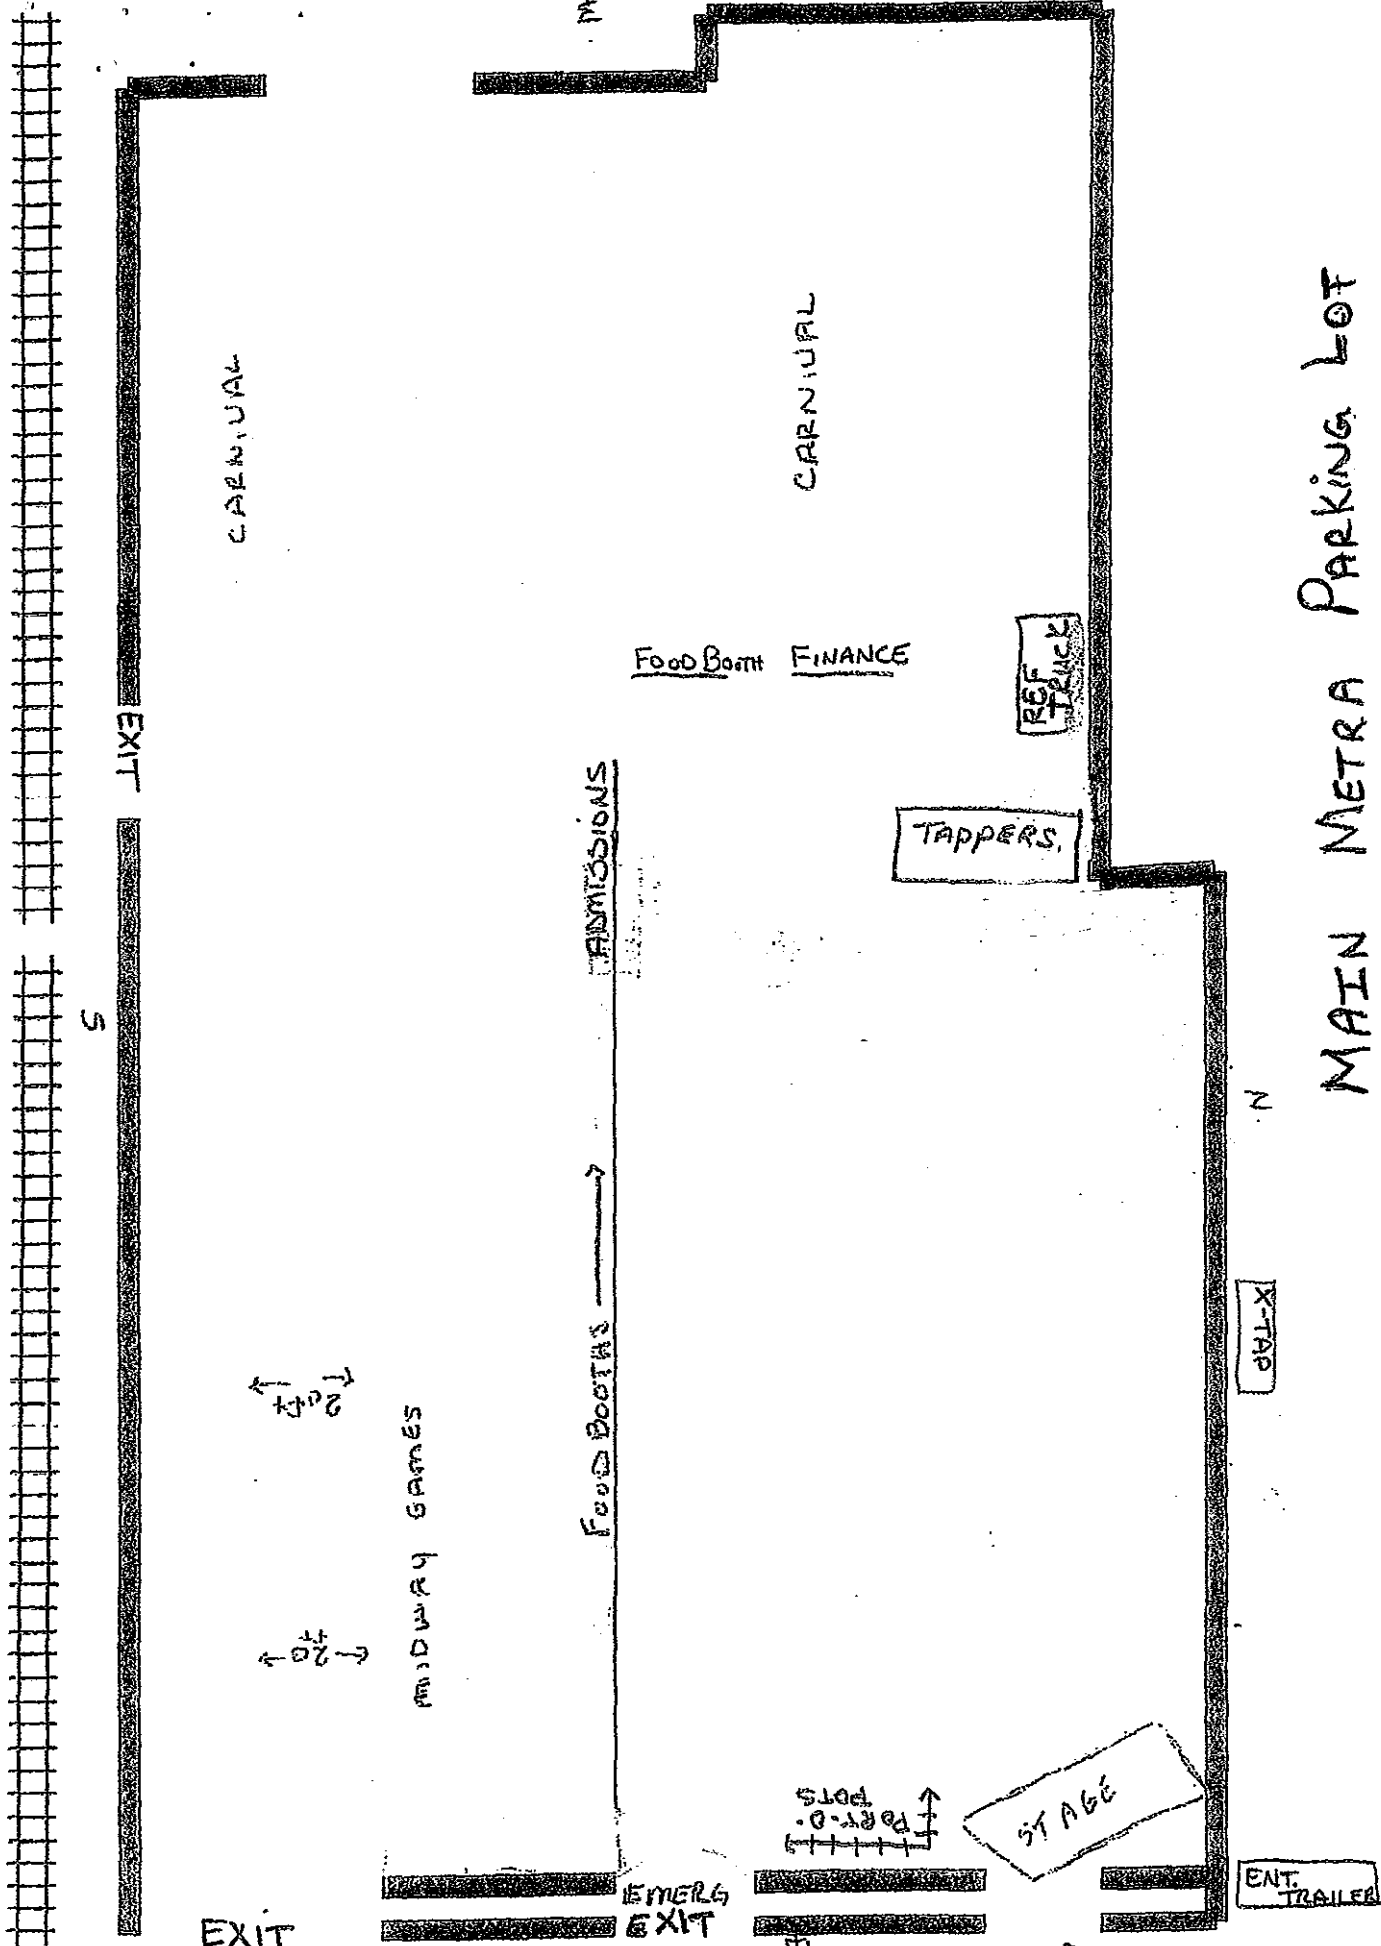 CARNIVAL
CARNIVAL
FOOD BOOTH FINANCE
REF
TRUCK
EXIT
ADMISSIONS
TAPPERS.
S
N
MAIN METRA PARKING LOT
FOOD BOOTHS
X-TAP
20 ft
MIDWAY GAMES
20
FT
PORT-O-
POTS
STAGE
ENT.
TRAILER
EMERG
EXIT
EXIT